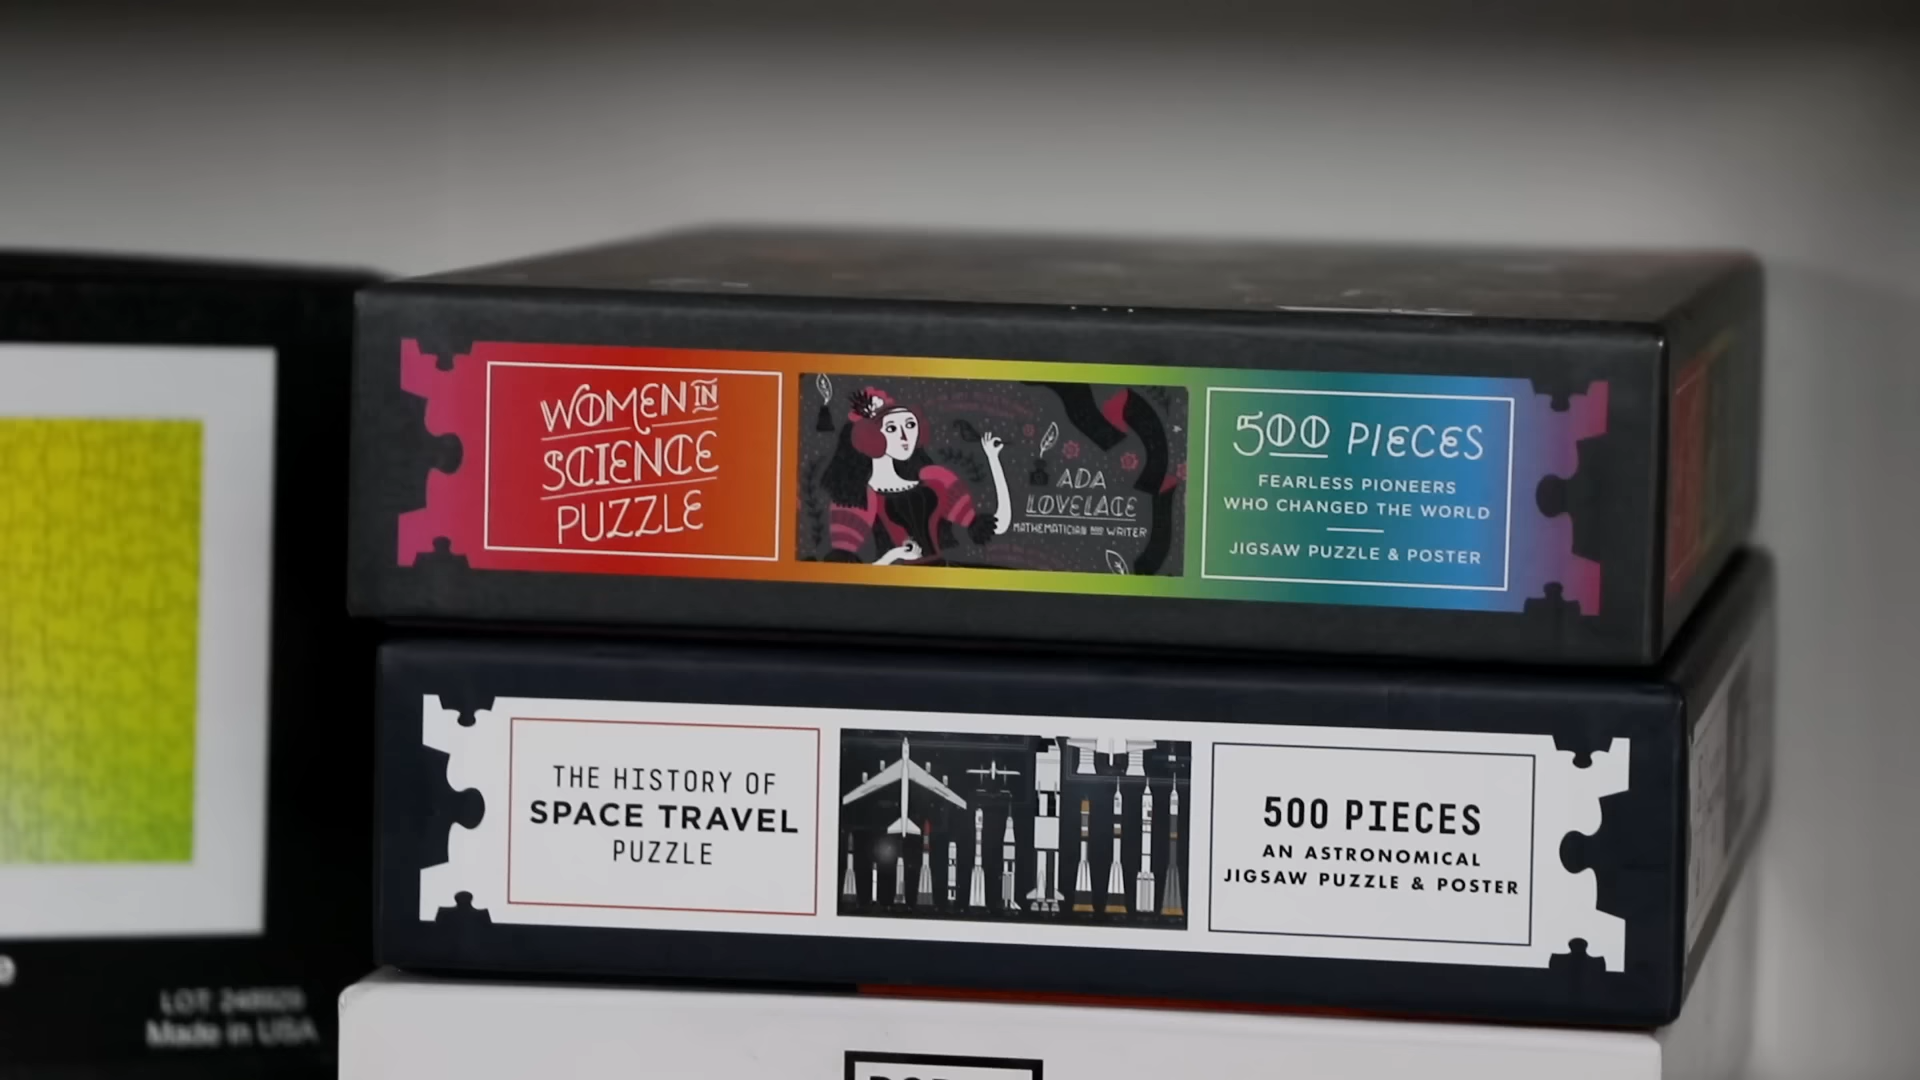 WOMEN IN
SCIENCE
PUZZLE
ADA
LOVELACE
MATHEMATICIAN AND WRITER
500 PIECES
FEARLESS PIONEERS
WHO CHANGED THE WORLD
JIGSAW PUZZLE & POSTER
THE HISTORY OF
SPACE TRAVEL
PUZZLE
500 PIECES
AN ASTRONOMICAL
JIGSAW PUZZLE & POSTER
LOT:
Made in USA